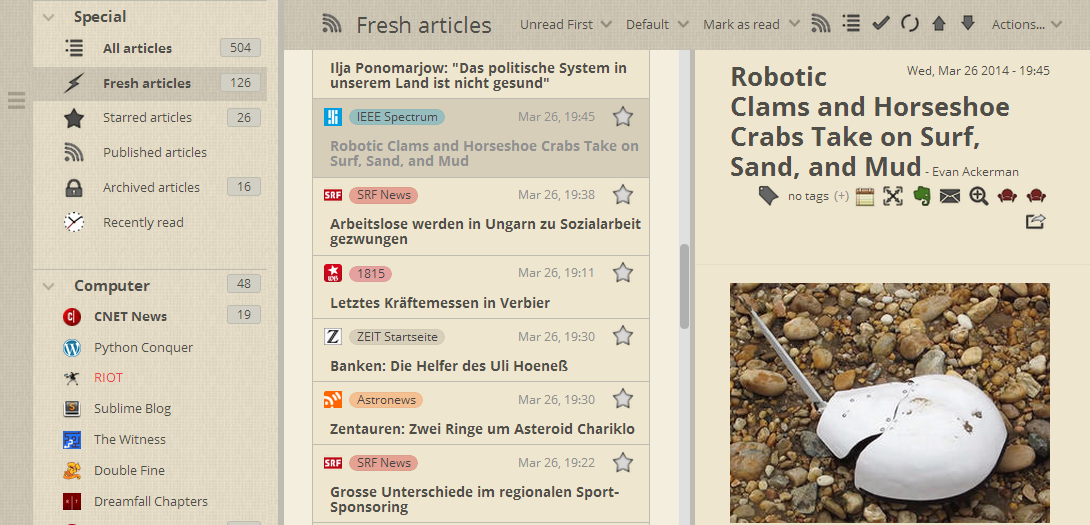 Special
All articles 504
Fresh articles 126
Starred articles 26
Published articles
Archived articles 16
Recently read
Computer 48
CNET News 19
Python Conquer
RIOT
Sublime Blog
The Witness
Double Fine
Dreamfall Chapters
Fresh articles Unread First Default Mark as read Actions...
Ilja Ponomarjow: "Das politische System in
unserem Land ist nicht gesund"
IEEE Spectrum Mar 26, 19:45
Robotic Clams and Horseshoe Crabs Take on
Surf, Sand, and Mud
SRF SRF News Mar 26, 19:38
Arbeitslose werden in Ungarn zu Sozialarbeit
gezwungen
1815 Mar 26, 19:11
Letztes Kräftemessen in Verbier
Z ZEIT Startseite Mar 26, 19:30
Banken: Die Helfer des Uli Hoeneß
Astronews Mar 26, 19:30
Zentauren: Zwei Ringe um Asteroid Chariklo
SRF SRF News Mar 26, 19:22
Grosse Unterschiede im regionalen Sport-
Sponsoring
Robotic Wed, Mar 26 2014 - 19:45
Clams and Horseshoe
Crabs Take on Surf,
Sand, and Mud - Evan Ackerman
no tags (+)